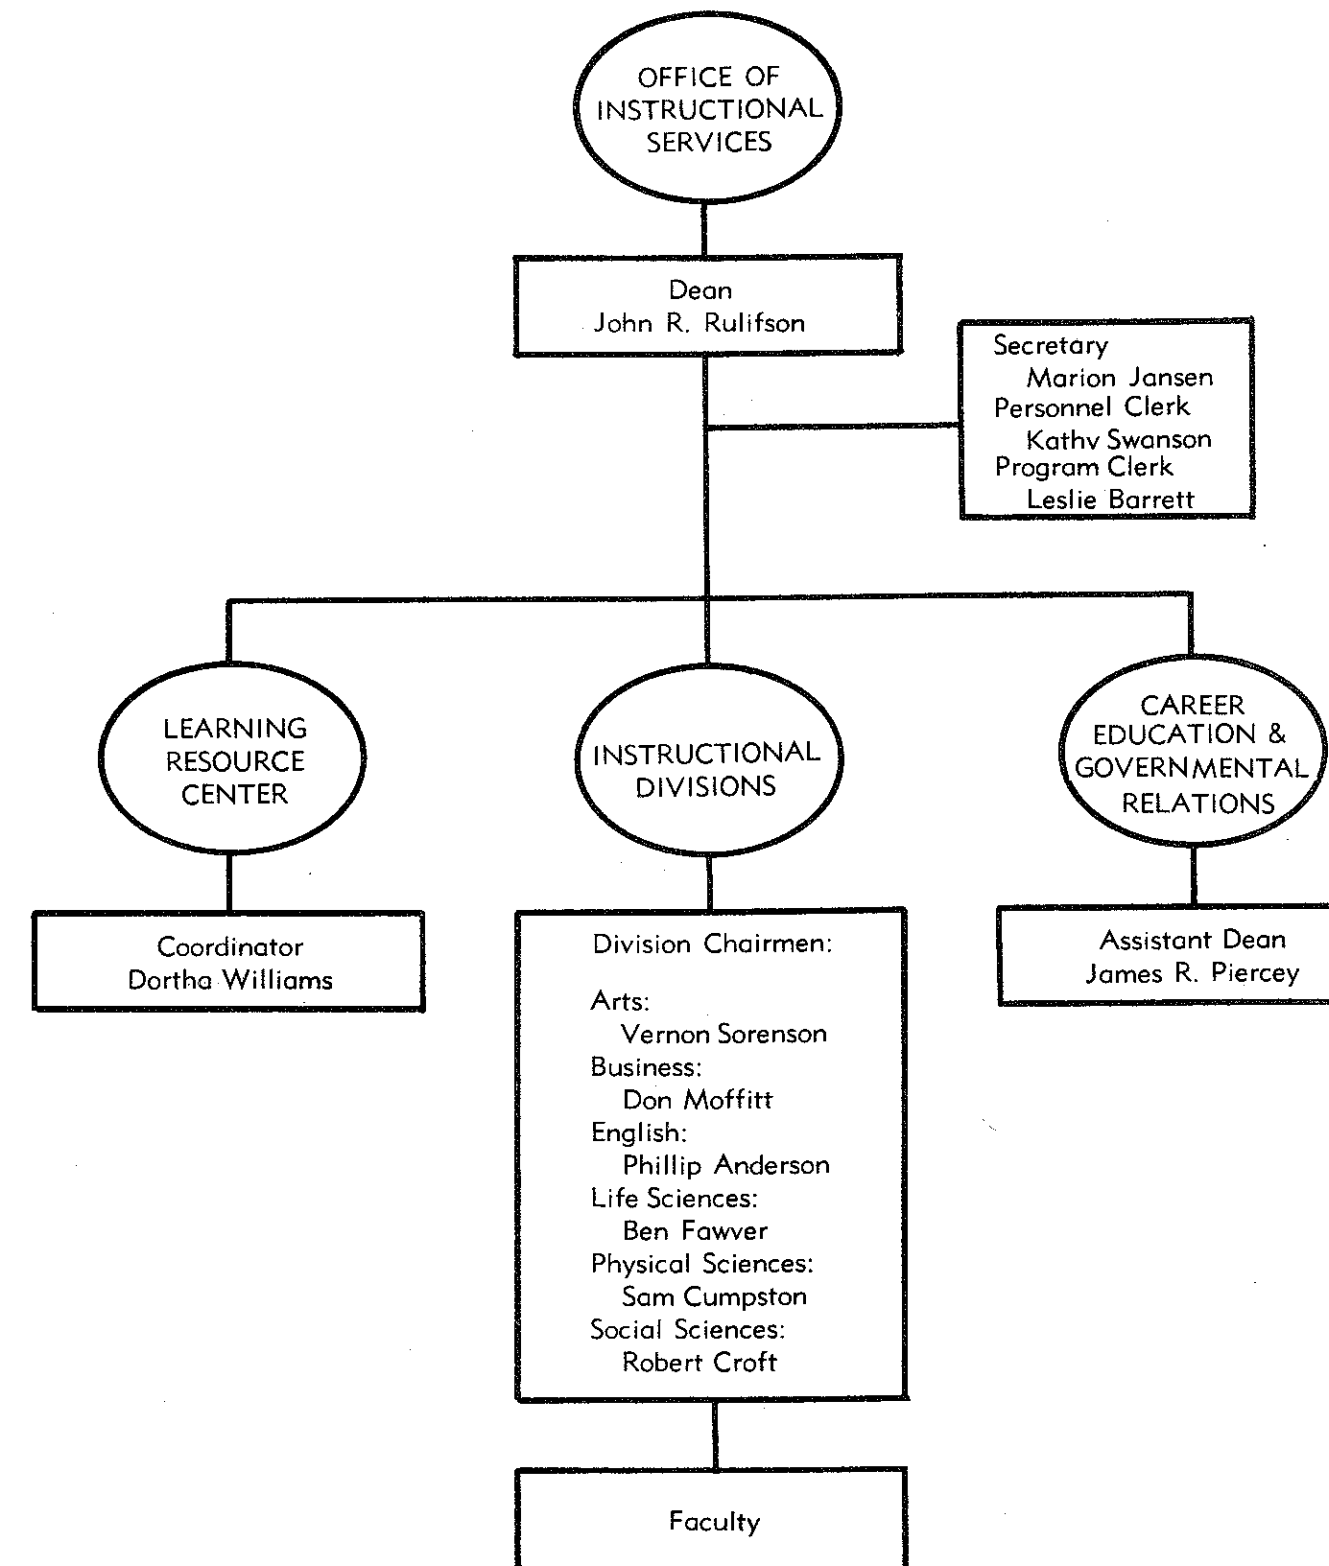 OFFICE OF
INSTRUCTIONAL
SERVICES
Dean
John R. Rulifson
Secretary
Marion Jansen
Personnel Clerk
Kathv Swanson
Program Clerk
Leslie Barrett
LEARNING
RESOURCE
CENTER
INSTRUCTIONAL
DIVISIONS
CAREER
EDUCATION &
GOVERNMENTAL
RELATIONS
Coordinator
Dortha Williams
Division Chairmen:
Arts:
Vernon Sorenson
Business:
Don Moffitt
English:
Phillip Anderson
Life Sciences:
Ben Fawver
Physical Sciences:
Sam Cumpston
Social Sciences:
Robert Croft
Assistant Dean
James R. Piercey
Faculty